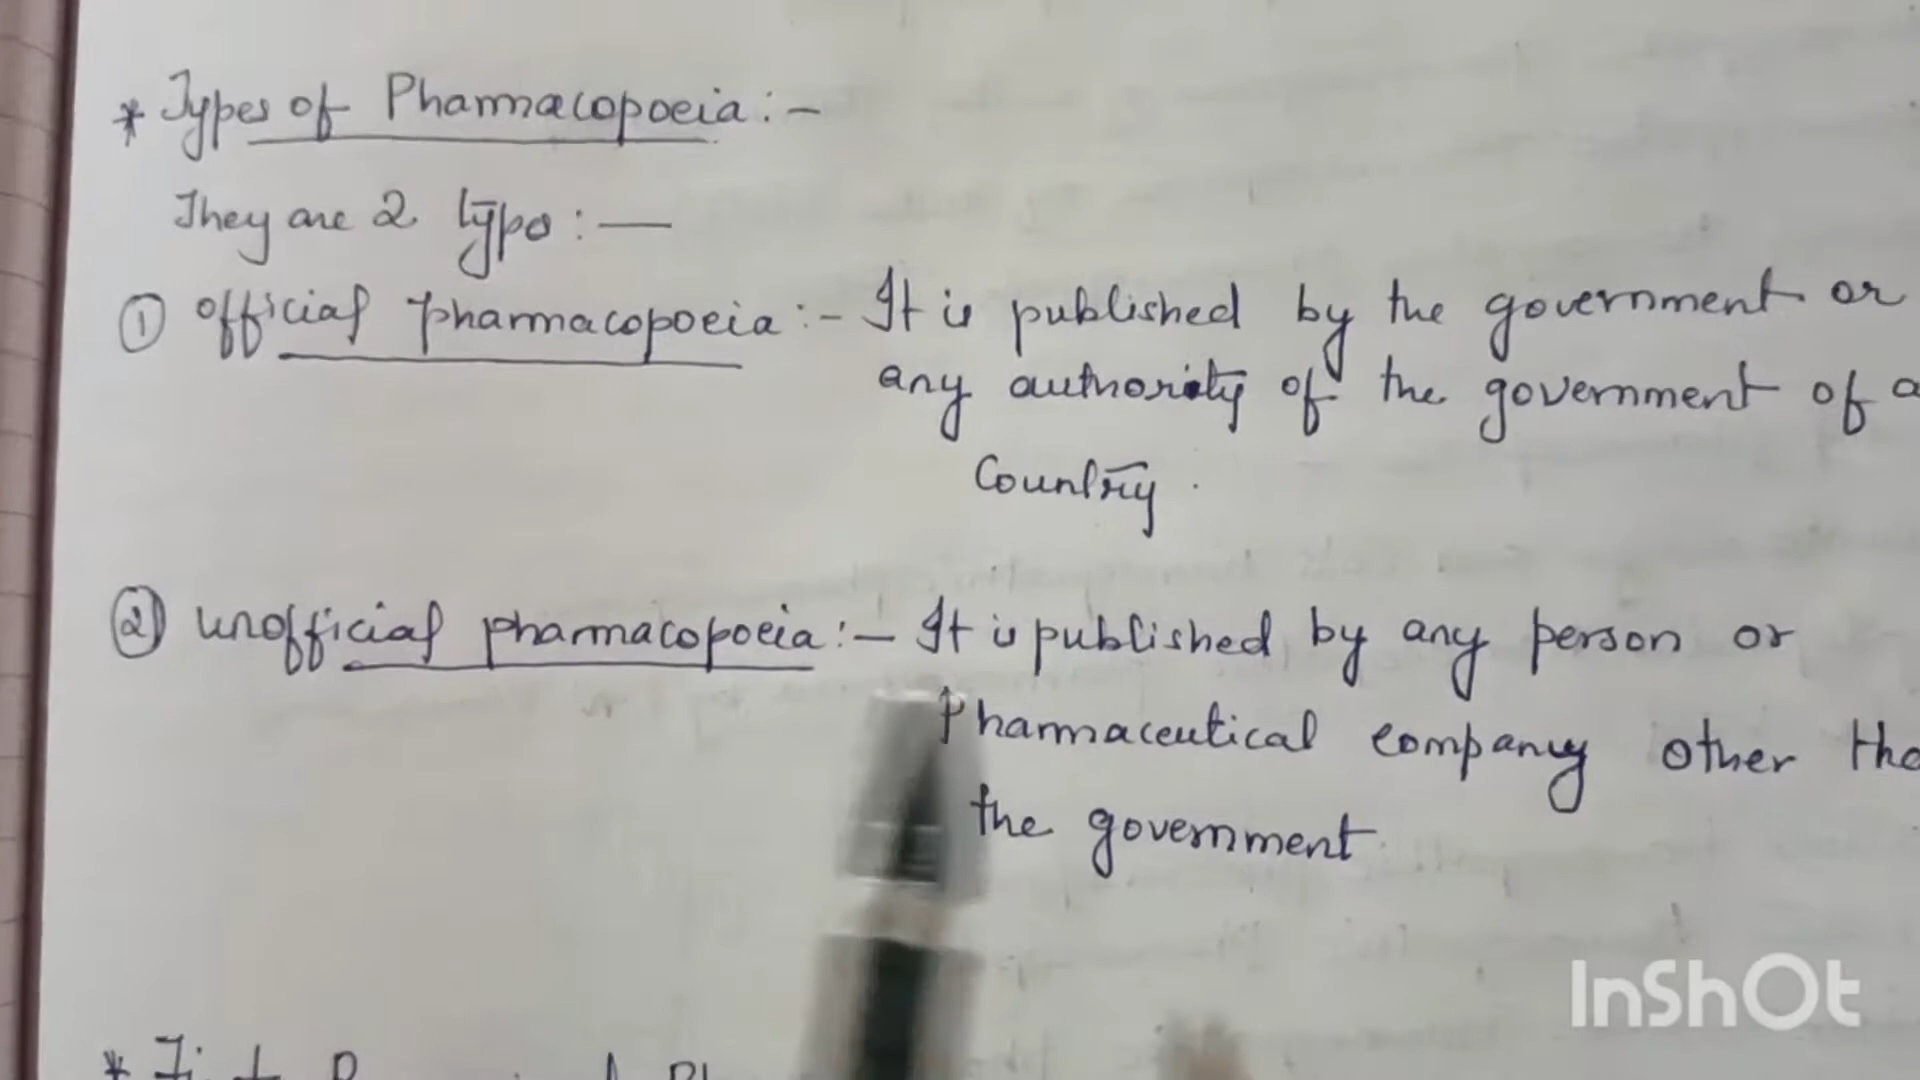 * Types of Pharmacopoeia :-
They are 2 types : —
① official pharmacopoeia :- It is published by the government or
any authority of the government of a
Country .
② unofficial pharmacopoeia :- It is published by any person or
Pharmaceutical company other tha
the government.
InShOt